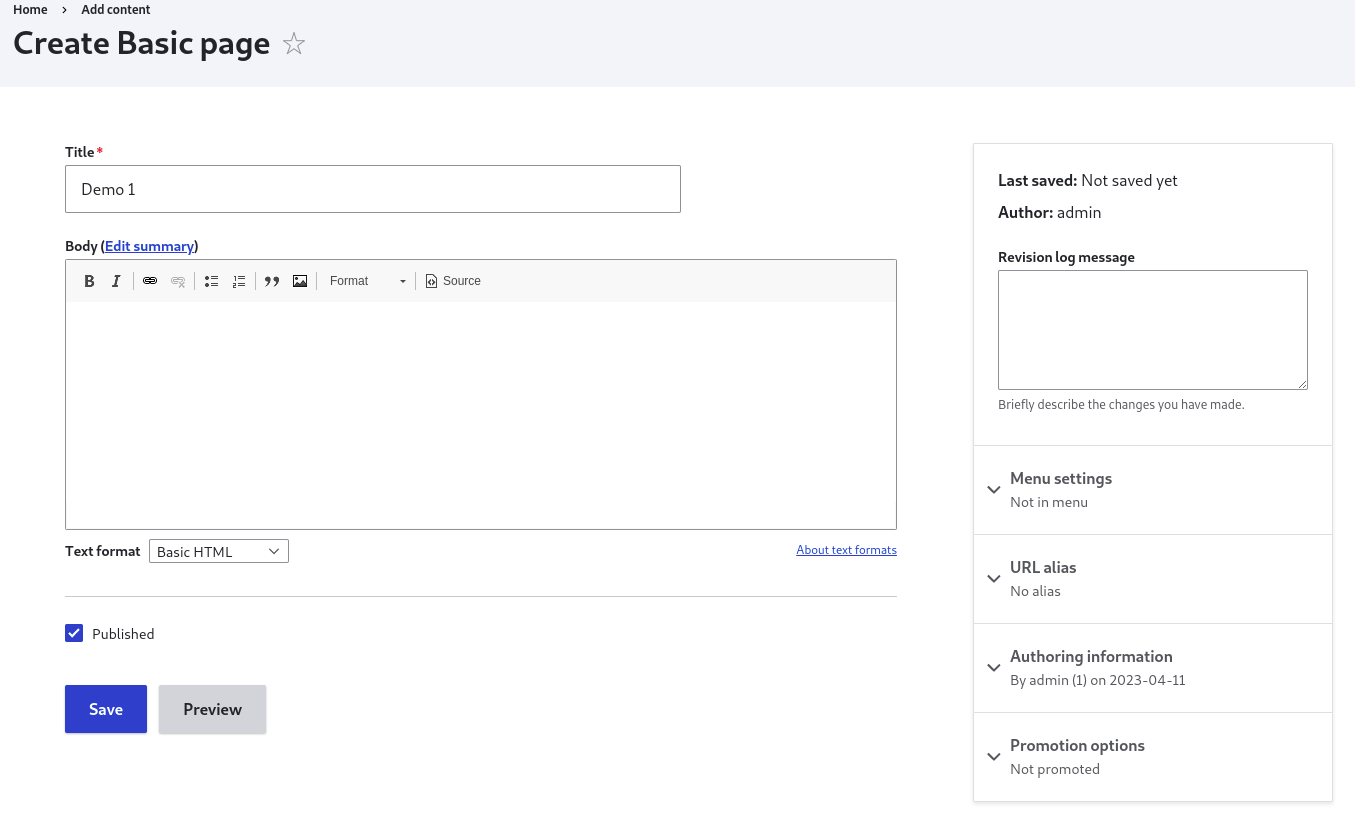 Home > Add content
Create Basic page
Title*
Demo 1
Body (Edit summary)
B I Format Source
Text format Basic HTML About text formats
Published
Save Preview
Last saved: Not saved yet
Author: admin
Revision log message
Briefly describe the changes you have made.
Menu settings
Not in menu
URL alias
No alias
Authoring information
By admin (1) on 2023-04-11
Promotion options
Not promoted